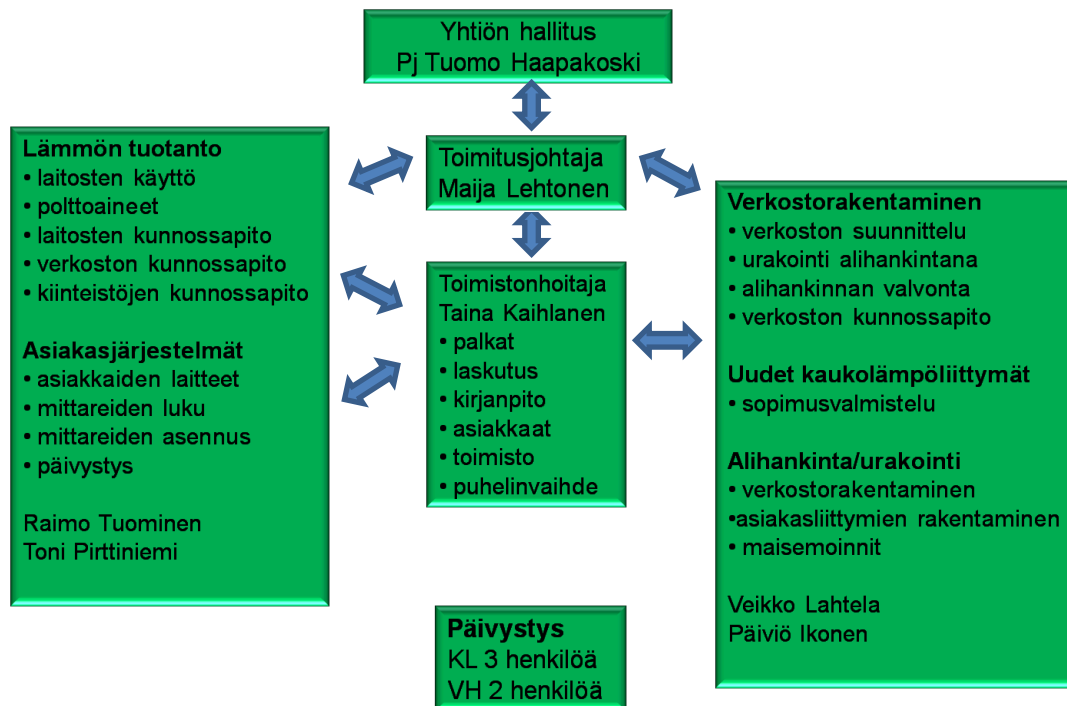 Yhtiön hallitus
Pj Tuomo Haapakoski
Toimitusjohtaja
Maija Lehtonen
Lämmön tuotanto
• laitosten käyttö
• polttoaineet
• laitosten kunnossapito
• verkoston kunnossapito
• kiinteistöjen kunnossapito
Asiakasjärjestelmät
• asiakkaiden laitteet
• mittareiden luku
• mittareiden asennus
• päivystys
Raimo Tuominen
Toni Pirttiniemi
Toimistonhoitaja
Taina Kaihlanen
• palkat
• laskutus
• kirjanpito
• asiakkaat
• toimisto
• puhelinvaihde
Verkostorakentaminen
• verkoston suunnittelu
• urakointi alihankintana
• alihankinnan valvonta
• verkoston kunnossapito
Uudet kaukolämpöliittymät
• sopimusvalmistelu
Alihankinta/urakointi
• verkostorakentaminen
•asiakasliittymien rakentaminen
• maisemoinnit
Veikko Lahtela
Päiviö Ikonen
Päivystys
KL 3 henkilöä
VH 2 henkilöä